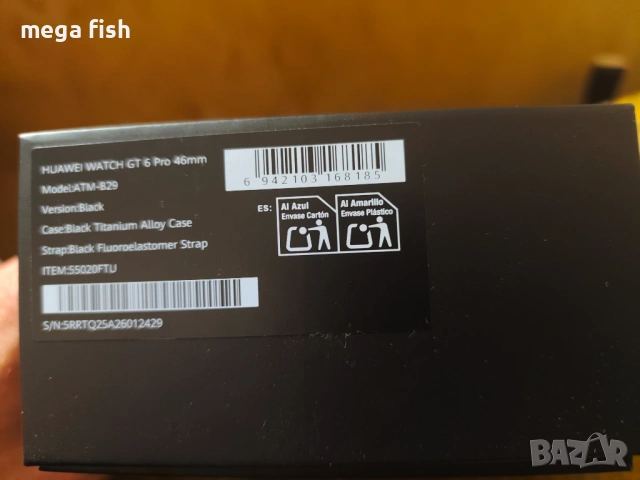 mega fish
HUAWEI WATCH GT 6 Pro 46mm
Model:ATM-B29
Version:Black
Case:Black Titanium Alloy Case
Strap:Black Fluoroelastomer Strap
ITEM:55020FTU
S/N:5RRTQ25A26012429
6 942103 168185
ES:
Al Azul
Envase Cartón
Al Amarillo
Envase Plástico
BAZAR